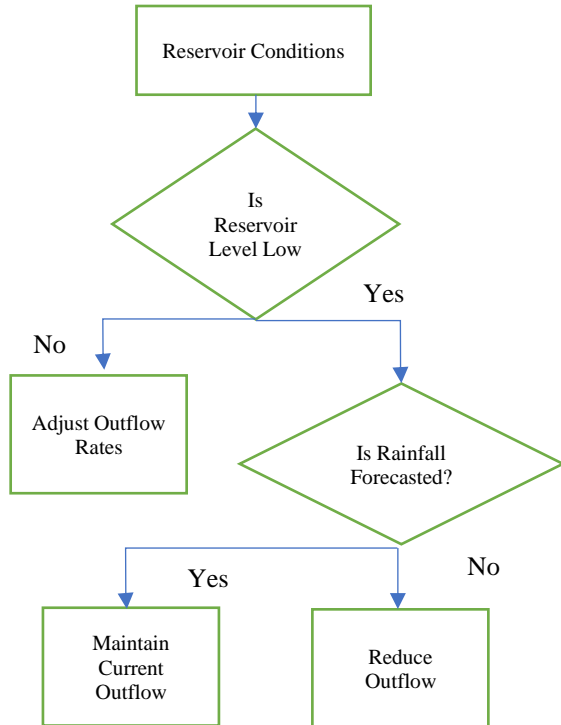 Reservoir Conditions
Is
Reservoir
Level Low
Yes
No
Adjust Outflow
Rates
Is Rainfall
Forecasted?
Yes
No
Maintain
Current
Outflow
Reduce
Outflow